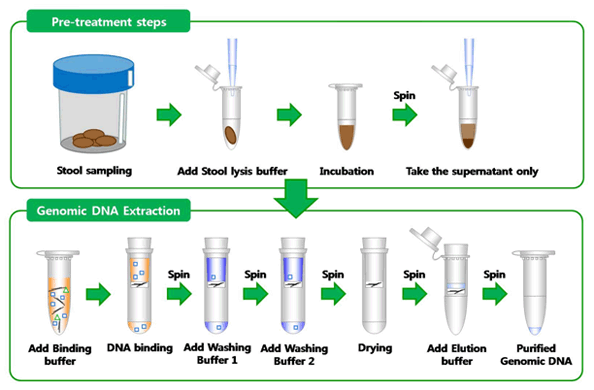 Pre-treatment steps
Spin
Stool sampling
Add Stool lysis buffer
Incubation
Take the supernatant only
Genomic DNA Extraction
Spin
Spin
Spin
Spin
Spin
Add Binding
buffer
DNA binding
Add Washing
Buffer 1
Add Washing
Buffer 2
Drying
Add Elution
buffer
Purified
Genomic DNA